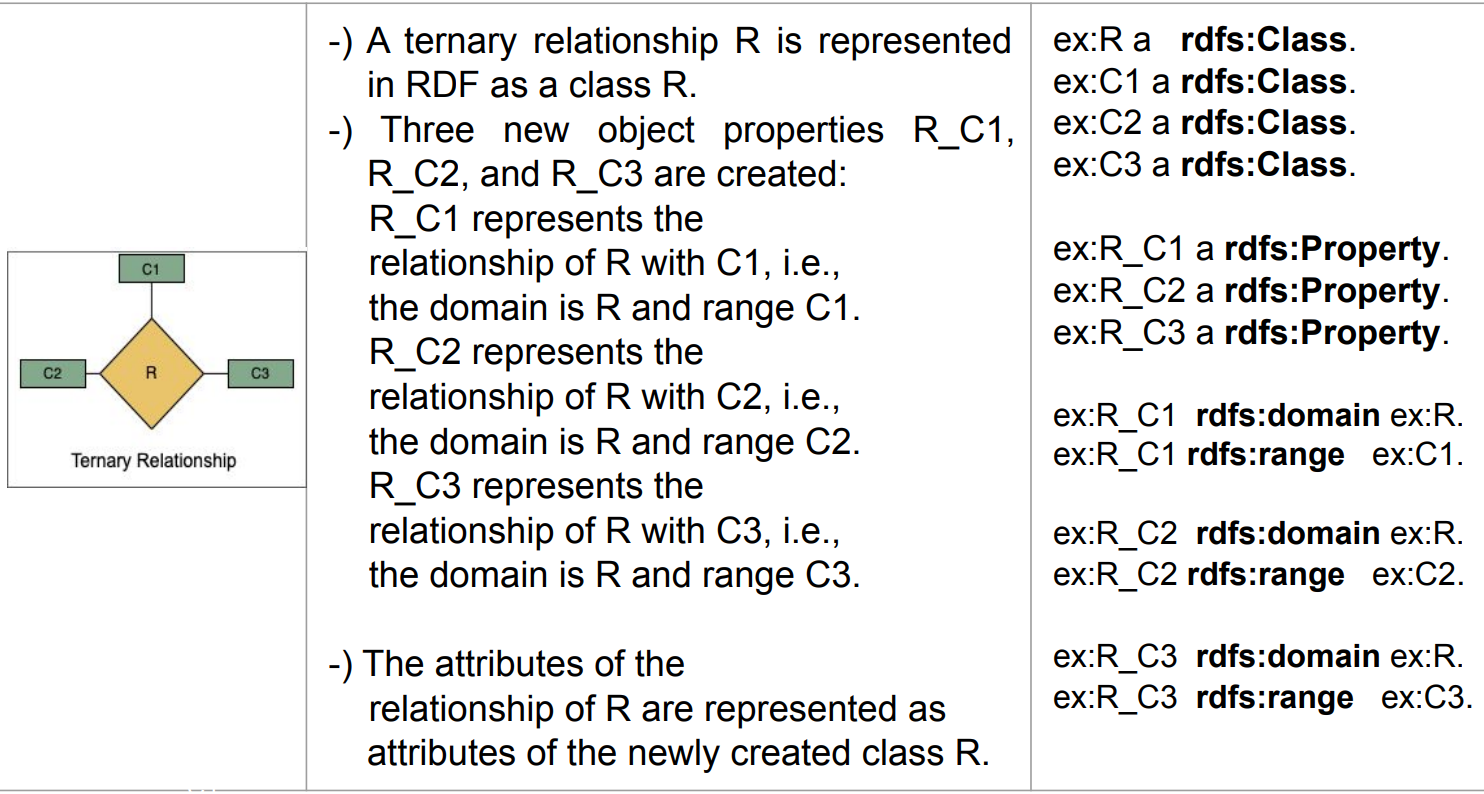 C1
C2
R
C3
Ternary Relationship
-) A ternary relationship R is represented
in RDF as a class R.
-) Three new object properties R_C1,
R_C2, and R_C3 are created:
R_C1 represents the
relationship of R with C1, i.e.,
the domain is R and range C1.
R_C2 represents the
relationship of R with C2, i.e.,
the domain is R and range C2.
R_C3 represents the
relationship of R with C3, i.e.,
the domain is R and range C3.
-) The attributes of the
relationship of R are represented as
attributes of the newly created class R.
ex:R a rdfs:Class.
ex:C1 a rdfs:Class.
ex:C2 a rdfs:Class.
ex:C3 a rdfs:Class.
ex:R_C1 a rdfs:Property.
ex:R_C2 a rdfs:Property.
ex:R_C3 a rdfs:Property.
ex:R_C1 rdfs:domain ex:R.
ex:R_C1 rdfs:range ex:C1.
ex:R_C2 rdfs:domain ex:R.
ex:R_C2 rdfs:range ex:C2.
ex:R_C3 rdfs:domain ex:R.
ex:R_C3 rdfs:range ex:C3.